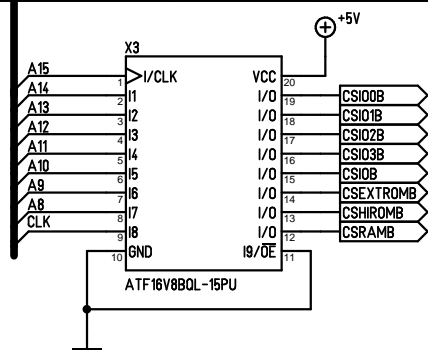 +5V
X3
A15 1 I/CLK VCC 20
A14 2 I1 I/O 19 CSIO0B
A13 3 I2 I/O 18 CSIO1B
A12 4 I3 I/O 17 CSIO2B
A11 5 I4 I/O 16 CSIO3B
A10 6 I5 I/O 15 CSIOB
A9 7 I6 I/O 14 CSEXTROMB
A8 8 I7 I/O 13 CSHIROMB
CLK 9 I8 I/O 12 CSRAMB
10 GND I9/OE 11
ATF16V8BQL-15PU